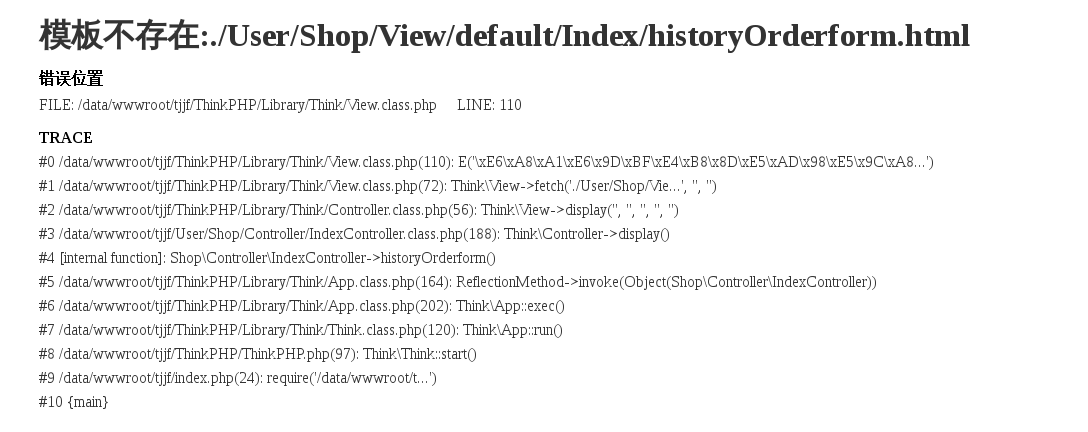 模板不存在:./User/Shop/View/default/Index/historyOrderform.html
错误位置
FILE: /data/wwwroot/tjjf/ThinkPHP/Library/Think/View.class.php LINE: 110
TRACE
#0 /data/wwwroot/tjjf/ThinkPHP/Library/Think/View.class.php(110): E('\xE6\xA8\xA1\xE6\x9D\xBF\xE4\xB8\x8D\xE5\xAD\x98\xE5\x9C\xA8...')
#1 /data/wwwroot/tjjf/ThinkPHP/Library/Think/View.class.php(72): Think\View->fetch('./User/Shop/Vie...', '', '')
#2 /data/wwwroot/tjjf/ThinkPHP/Library/Think/Controller.class.php(56): Think\View->display('', '', '', '', '')
#3 /data/wwwroot/tjjf/User/Shop/Controller/IndexController.class.php(188): Think\Controller->display()
#4 [internal function]: Shop\Controller\IndexController->historyOrderform()
#5 /data/wwwroot/tjjf/ThinkPHP/Library/Think/App.class.php(164): ReflectionMethod->invoke(Object(Shop\Controller\IndexController))
#6 /data/wwwroot/tjjf/ThinkPHP/Library/Think/App.class.php(202): Think\App::exec()
#7 /data/wwwroot/tjjf/ThinkPHP/Library/Think/Think.class.php(120): Think\App::run()
#8 /data/wwwroot/tjjf/ThinkPHP/ThinkPHP.php(97): Think\Think::start()
#9 /data/wwwroot/tjjf/index.php(24): require('/data/wwwroot/t...')
#10 {main}